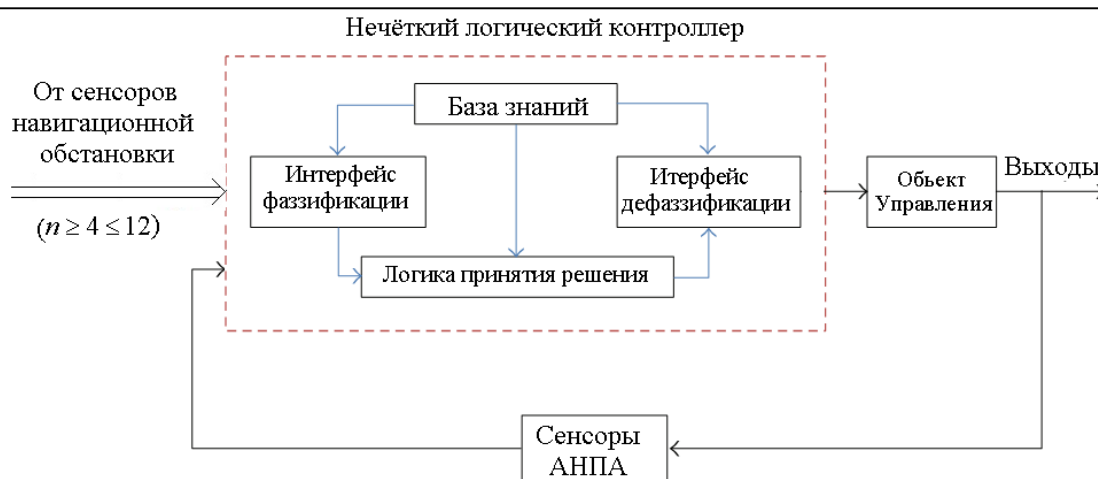 Нечёткий логический контроллер
От сенсоров
навигационной
обстановки
(n ≥ 4 ≤ 12)
База знаний
Интерфейс
фаззификации
Итерфейс
дефаззификации
Логика принятия решения
Обьект
Управления
Выходы
Сенсоры
АНПА